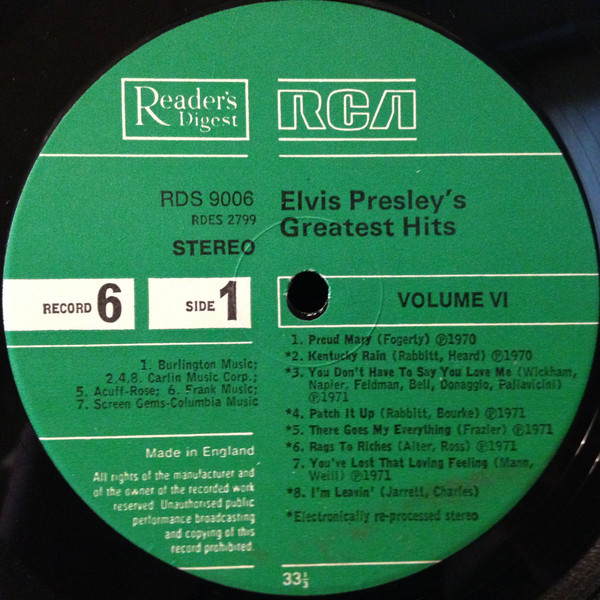 Reader's
Digest
RCA
RDS 9006
RDES 2799
STEREO
Elvis Presley's
Greatest Hits
RECORD 6
SIDE 1
VOLUME VI
1. Burlington Music;
2,4,8. Carlin Music Corp.;
5. Acuff-Rose; 6. Frank Music;
7. Screen Gems-Columbia Music
1. Proud Mary (Fogerty) ℗1970
*2. Kentucky Rain (Rabbitt, Heard) ℗1970
*3. You Don't Have To Say You Love Me (Wickham,
Napier, Feldman, Bell, Donaggio, Pallavicini)
℗1971
*4. Patch It Up (Rabbitt, Bourke) ℗1971
*5. There Goes My Everything (Frazier) ℗1971
*6. Rags To Riches (Alter, Ross) ℗1971
7. You've Lost That Loving Feeling (Mann,
Weill) ℗1971
*8. I'm Leavin' (Jarrett, Charles)
*Electronically re-processed stereo
Made in England
All rights of the manufacturer and
of the owner of the recorded work
reserved. Unauthorised public
performance broadcasting
and copying of this
record prohibited.
33⅓